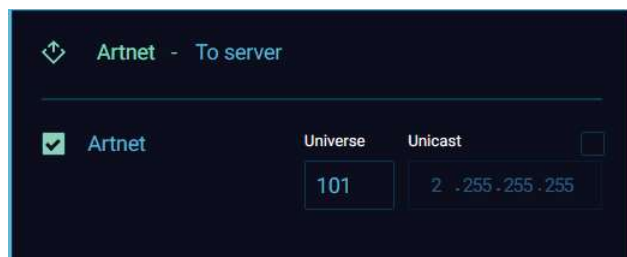 Artnet - To server
Artnet
Universe
Unicast
101
2 .255.255.255